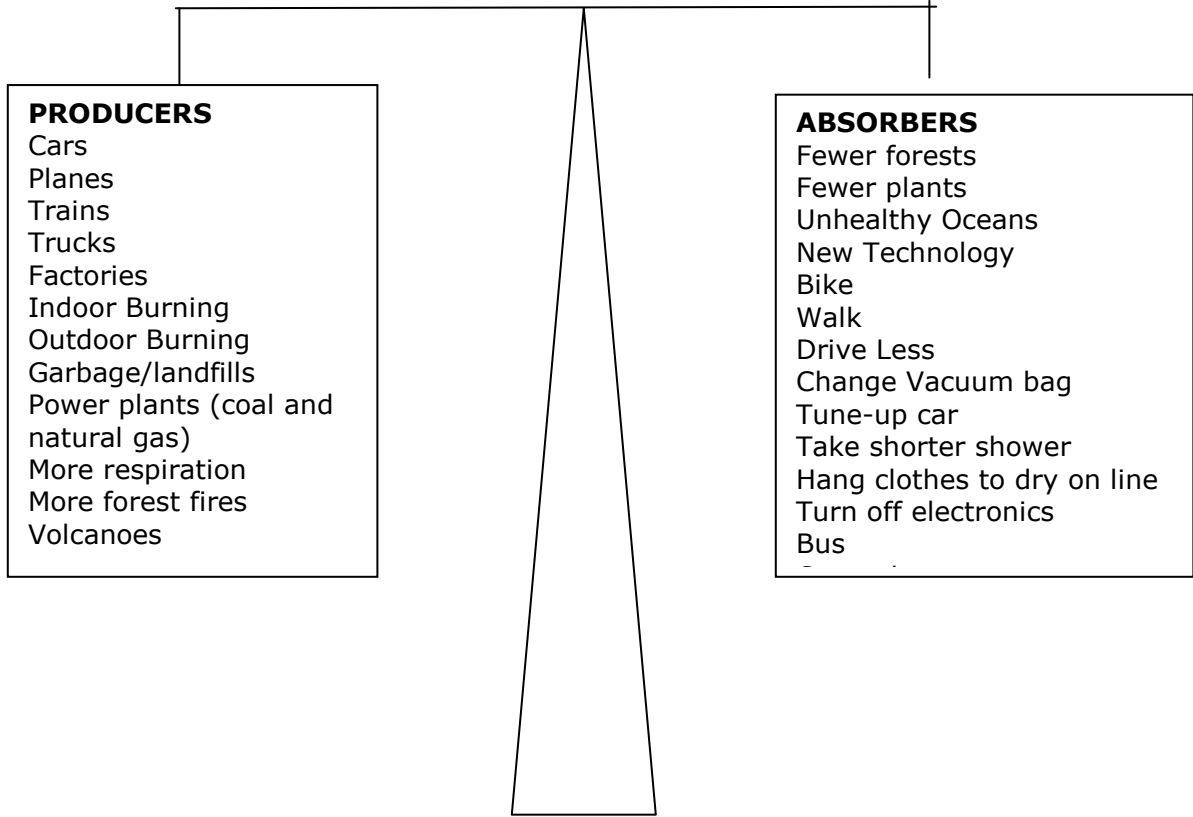 PRODUCERS
Cars
Planes
Trains
Trucks
Factories
Indoor Burning
Outdoor Burning
Garbage/landfills
Power plants (coal and
natural gas)
More respiration
More forest fires
Volcanoes
ABSORBERS
Fewer forests
Fewer plants
Unhealthy Oceans
New Technology
Bike
Walk
Drive Less
Change Vacuum bag
Tune-up car
Take shorter shower
Hang clothes to dry on line
Turn off electronics
Bus